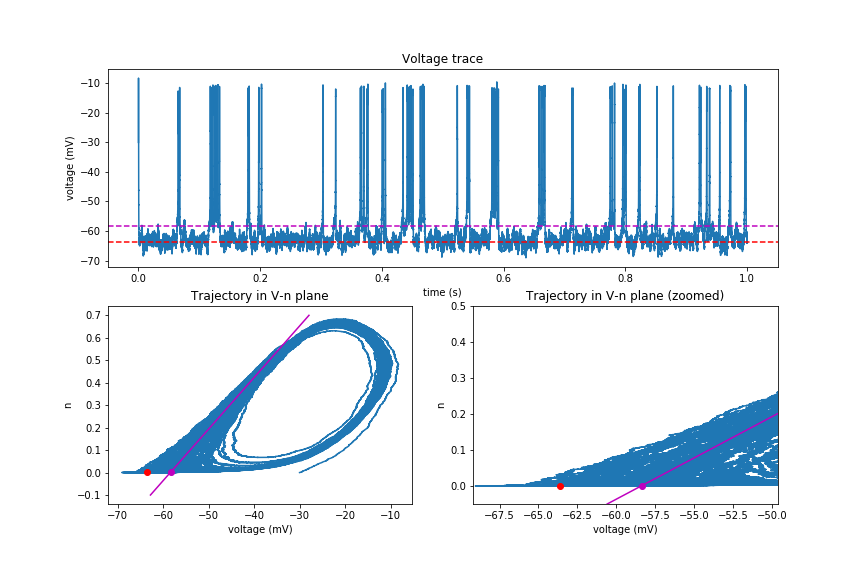 Voltage trace
voltage (mV)
−10
−20
−30
−40
−50
−60
−70
0.0 0.2 0.4 0.6 0.8 1.0
time (s)
Trajectory in V-n plane
n
0.7
0.6
0.5
0.4
0.3
0.2
0.1
0.0
−0.1
−70 −60 −50 −40 −30 −20 −10
voltage (mV)
Trajectory in V-n plane (zoomed)
n
0.5
0.4
0.3
0.2
0.1
0.0
−67.5 −65.0 −62.5 −60.0 −57.5 −55.0 −52.5 −50.0
voltage (mV)